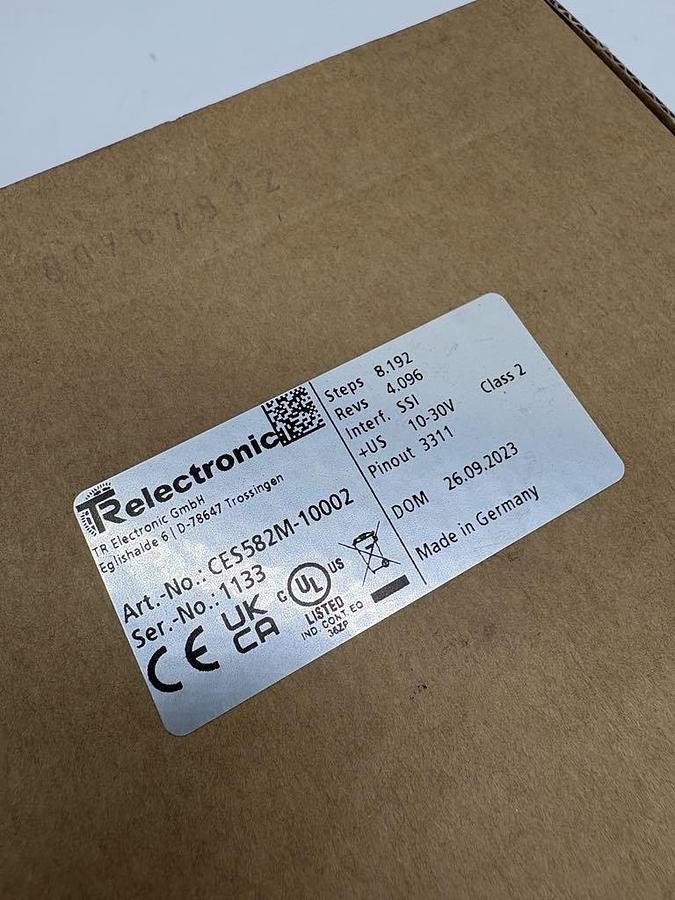 TRelectronic
TR Electronic GmbH
Eglishalde 6 | D-78647 Trossingen
Art.-No.: CES582M-10002
Ser.-No.: 1133
CE UK CA
C UL US
LISTED
IND. CONT. EQ
36ZP
Steps 8.192
Revs 4.096
Interf. SSI
+US 10-30V Class 2
Pinout 3311
DOM 26.09.2023
Made in Germany